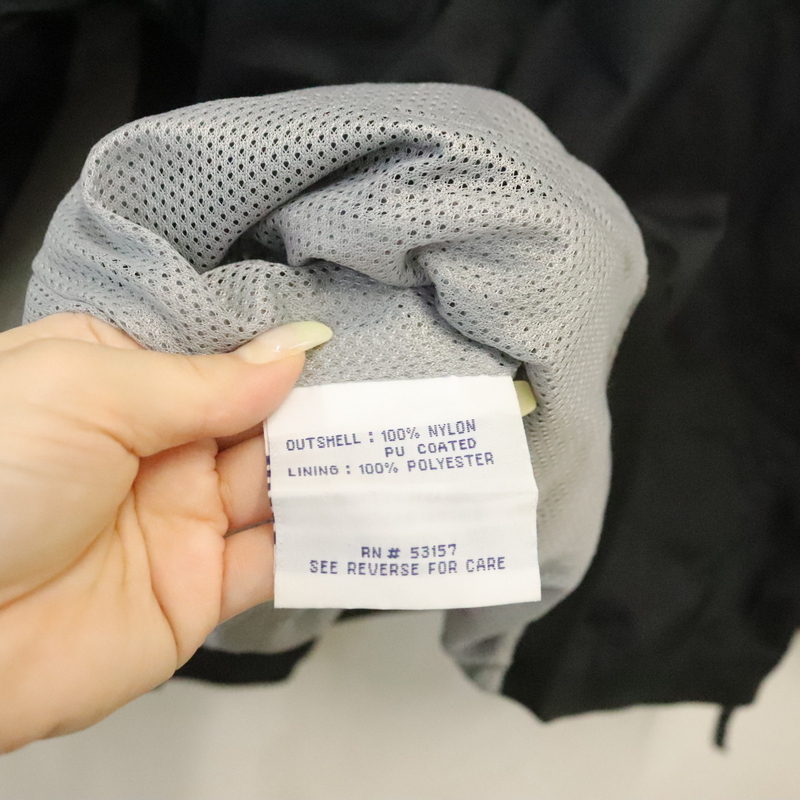 OUTSHELL : 100% NYLON
PU COATED
LINING : 100% POLYESTER
RN # 53157
SEE REVERSE FOR CARE